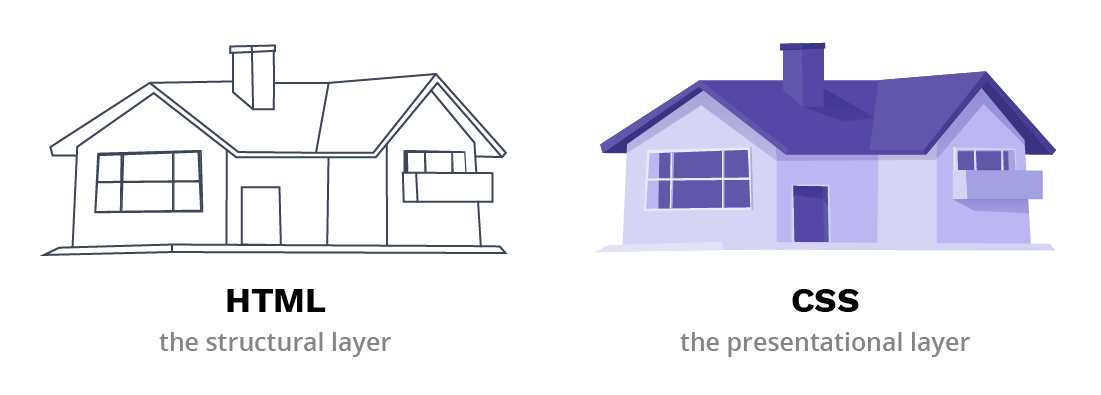 HTML
the structural layer
CSS
the presentational layer